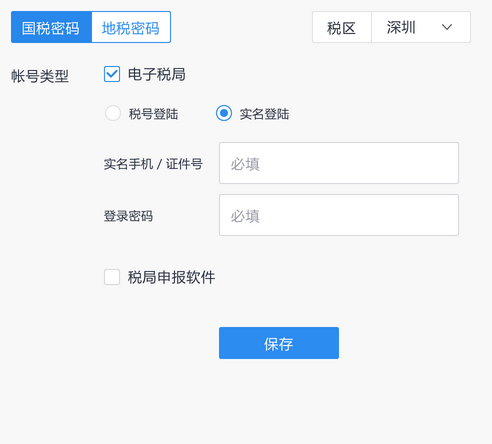 国税密码 地税密码 税区 深圳
帐号类型 电子税局
税号登陆 实名登陆
实名手机 / 证件号 必填
登录密码 必填
税局申报软件
保存